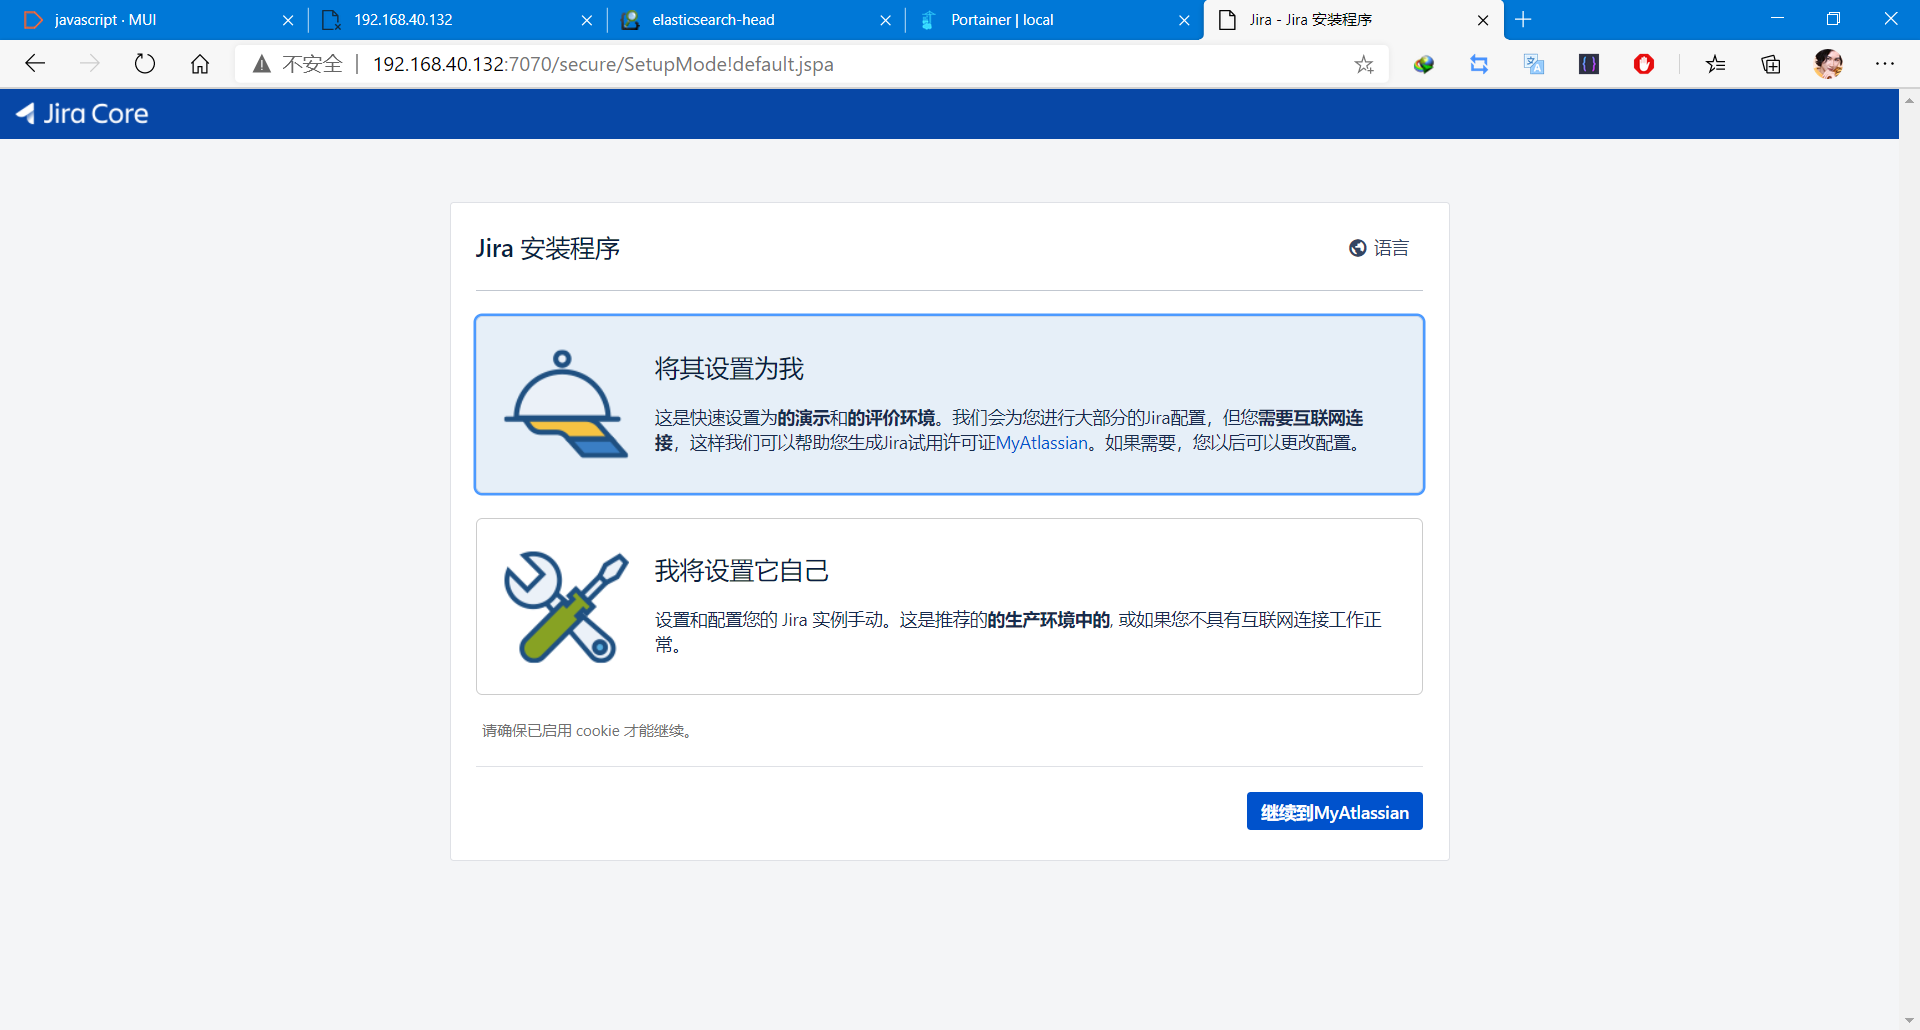 javascript · MUI
192.168.40.132
elasticsearch-head
Portainer | local
Jira - Jira 安装程序
不安全
192.168.40.132:7070/secure/SetupMode!default.jspa
Jira Core
Jira 安装程序
语言
将其设置为我
这是快速设置为的演示和的评价环境。我们会为您进行大部分的Jira配置，但您需要互联网连
接，这样我们可以帮助您生成Jira试用许可证MyAtlassian。如果需要，您以后可以更改配置。
我将设置它自己
设置和配置您的 Jira 实例手动。这是推荐的的生产环境中的, 或如果您不具有互联网连接工作正
常。
请确保已启用 cookie 才能继续。
继续到MyAtlassian